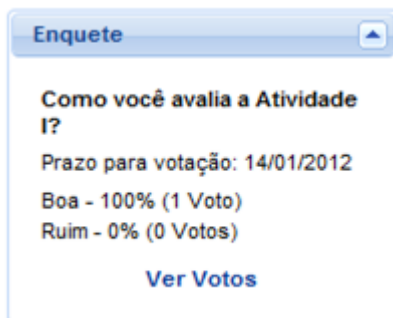 Enquete
Como você avalia a Atividade
I?
Prazo para votação: 14/01/2012
Boa - 100% (1 Voto)
Ruim - 0% (0 Votos)
Ver Votos